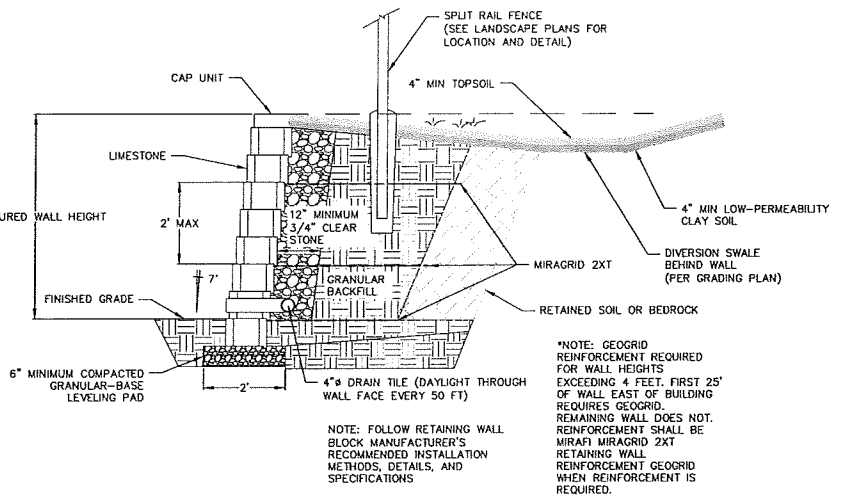 SPLIT RAIL FENCE
(SEE LANDSCAPE PLANS FOR
LOCATION AND DETAIL)
CAP UNIT
4" MIN TOPSOIL
LIMESTONE
URED WALL HEIGHT
2' MAX
12" MINIMUM
3/4" CLEAR
STONE
4" MIN LOW-PERMEABILITY
CLAY SOIL
DIVERSION SWALE
BEHIND WALL
(PER GRADING PLAN)
MIRAGRID 2XT
7'
GRANULAR
BACKFILL
FINISHED GRADE
RETAINED SOIL OR BEDROCK
6" MINIMUM COMPACTED
GRANULAR-BASE
LEVELING PAD
2'
4"ø DRAIN TILE (DAYLIGHT THROUGH
WALL FACE EVERY 50 FT)
NOTE: FOLLOW RETAINING WALL
BLOCK MANUFACTURER'S
RECOMMENDED INSTALLATION
METHODS, DETAILS, AND
SPECIFICATIONS
*NOTE: GEOGRID
REINFORCEMENT REQUIRED
FOR WALL HEIGHTS
EXCEEDING 4 FEET. FIRST 25'
OF WALL EAST OF BUILDING
REQUIRES GEOGRID.
REMAINING WALL DOES NOT.
REINFORCEMENT SHALL BE
MIRAFI MIRAGRID 2XT
RETAINING WALL
REINFORCEMENT GEOGRID
WHEN REINFORCEMENT IS
REQUIRED.